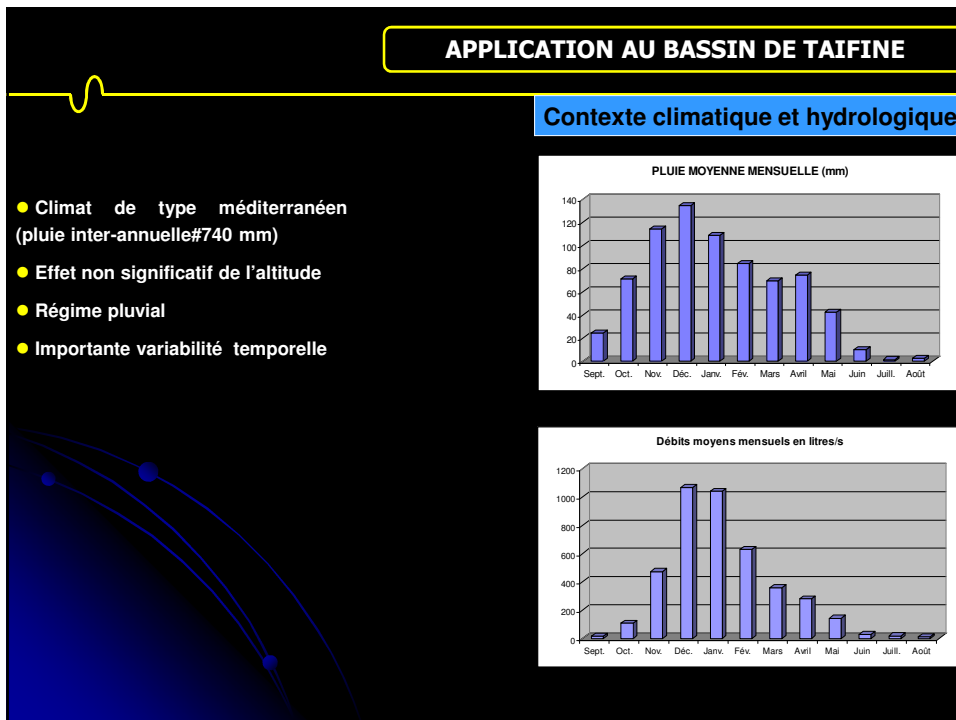 APPLICATION AU BASSIN DE TAIFINE
Contexte climatique et hydrologique
Climat de type méditerranéen
(pluie inter-annuelle#740 mm)
Effet non significatif de l'altitude
Régime pluvial
Importante variabilité temporelle
PLUIE MOYENNE MENSUELLE (mm)
140
120
100
80
60
40
20
0
Sept. Oct. Nov. Déc. Janv. Fév. Mars Avril Mai Juin Juill. Août
Débits moyens mensuels en litres/s
1200
1000
800
600
400
200
0
Sept. Oct. Nov. Déc. Janv. Fév. Mars Avril Mai Juin Juill. Août